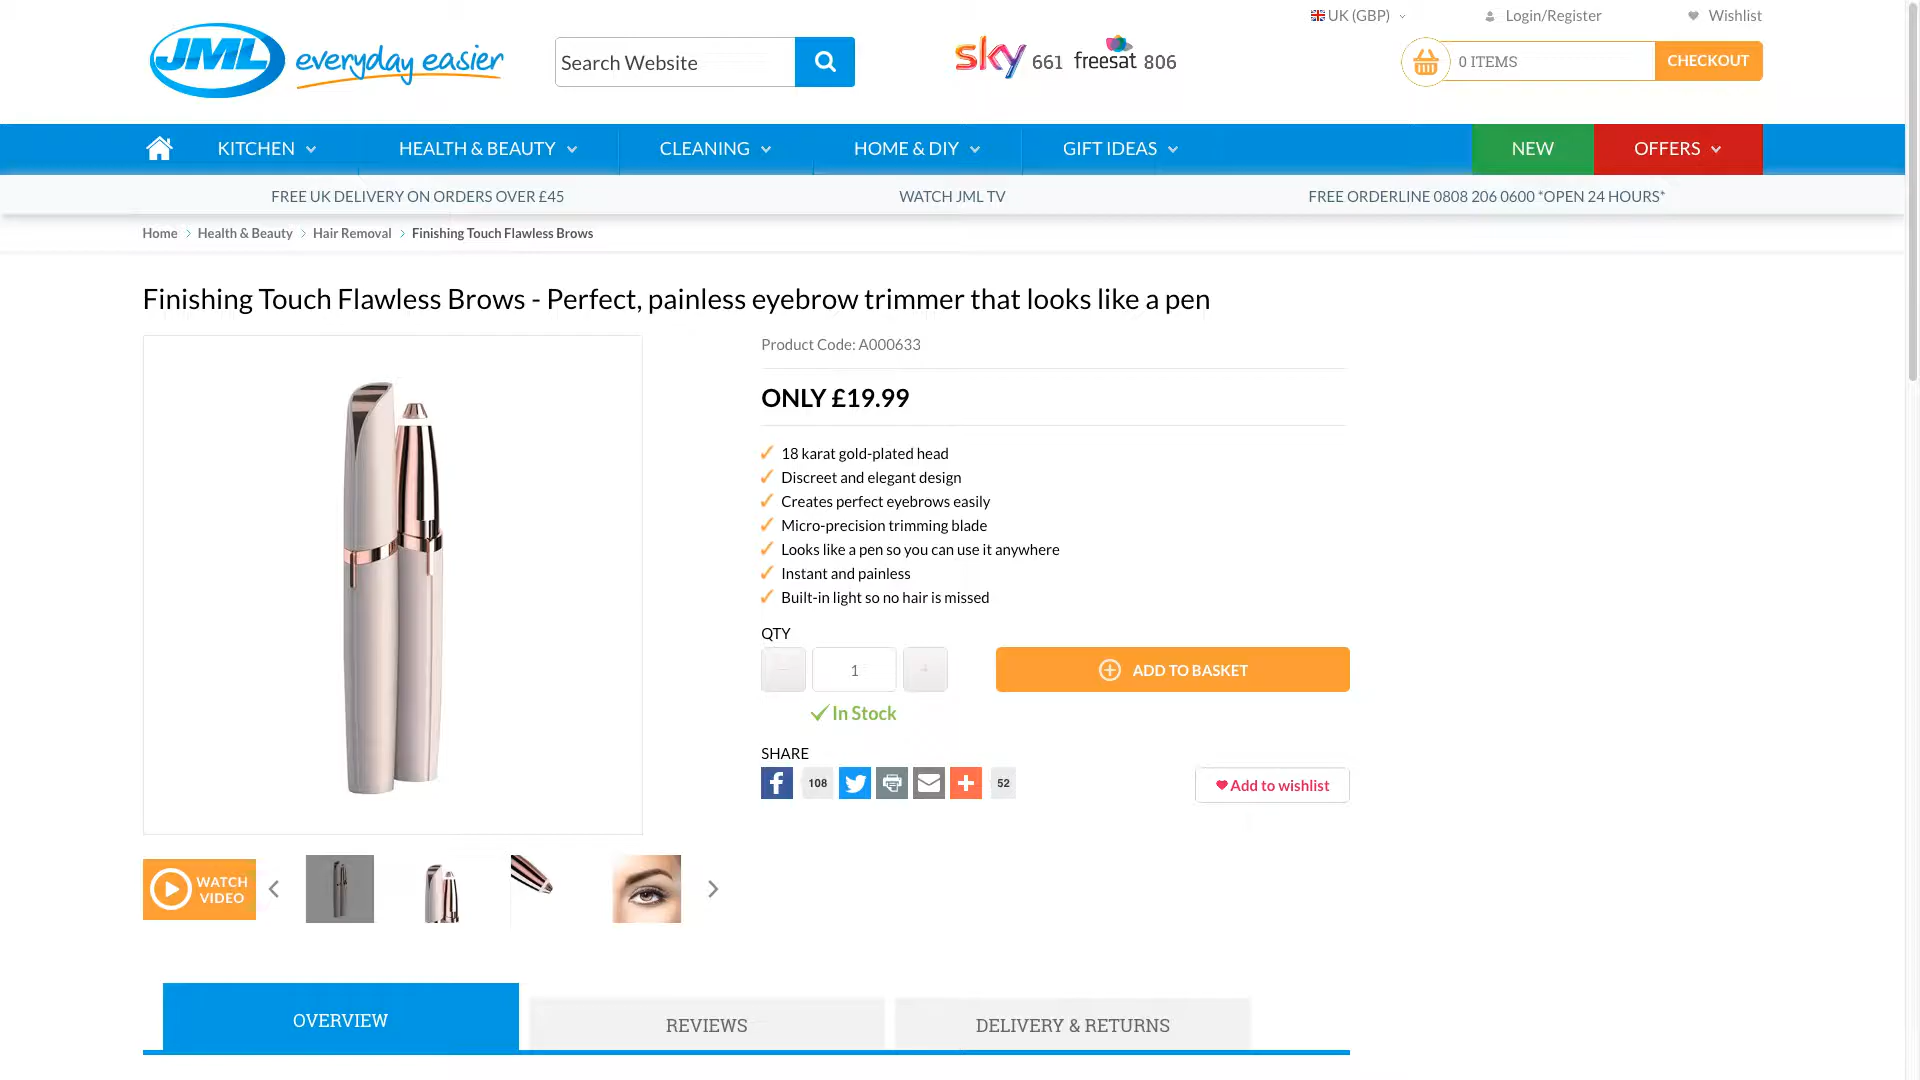 UK (GBP)
Login/Register
Wishlist
JML everyday easier
Search Website
sky 661 freesat 806
0 ITEMS
CHECKOUT
KITCHEN
HEALTH & BEAUTY
CLEANING
HOME & DIY
GIFT IDEAS
NEW
OFFERS
FREE UK DELIVERY ON ORDERS OVER £45
WATCH JML TV
FREE ORDERLINE 0808 206 0600 *OPEN 24 HOURS*
Home > Health & Beauty > Hair Removal > Finishing Touch Flawless Brows
Finishing Touch Flawless Brows - Perfect, painless eyebrow trimmer that looks like a pen
Product Code: A000633
ONLY £19.99
18 karat gold-plated head
Discreet and elegant design
Creates perfect eyebrows easily
Micro-precision trimming blade
Looks like a pen so you can use it anywhere
Instant and painless
Built-in light so no hair is missed
QTY
1
ADD TO BASKET
In Stock
SHARE
108
52
Add to wishlist
WATCH
VIDEO
OVERVIEW
REVIEWS
DELIVERY & RETURNS